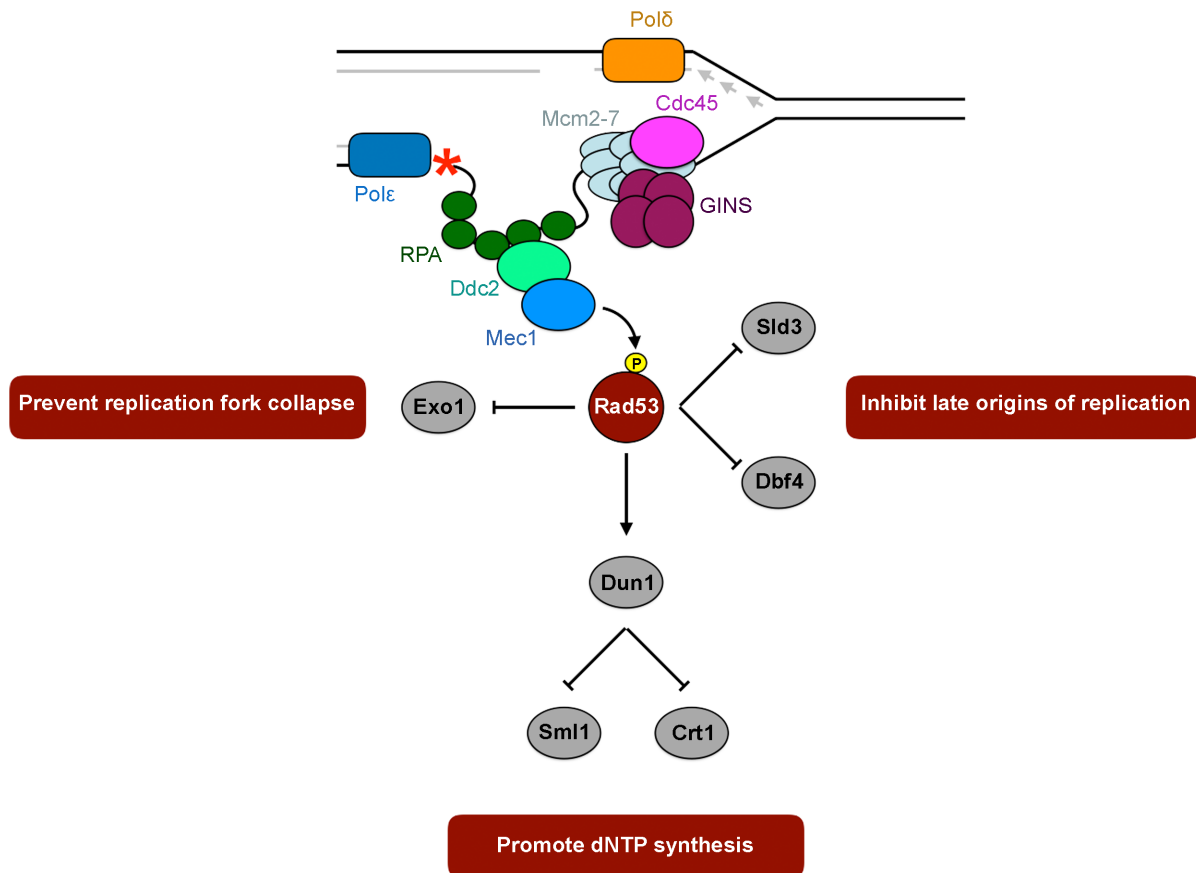 Polδ
Cdc45
Mcm2-7
Polε
GINS
RPA
Ddc2
Mec1
Sld3
P
Prevent replication fork collapse
Exo1
Rad53
Inhibit late origins of replication
Dbf4
Dun1
Sml1
Crt1
Promote dNTP synthesis